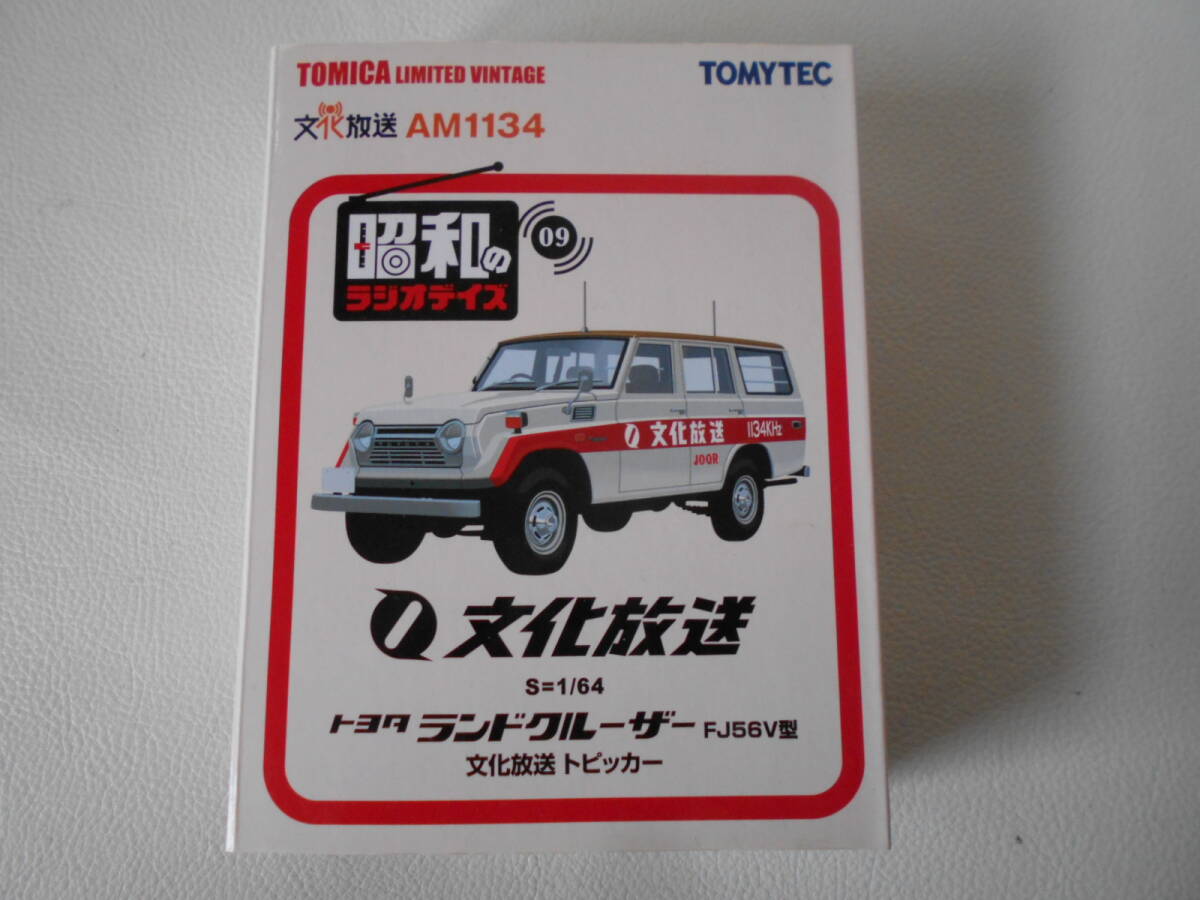 TOMICA LIMITED VINTAGE
TOMYTEC
文化放送 AM1134
昭和の
ラジオデイズ
09
文化放送 1134KHz
JOQR
文化放送
S=1/64
トヨタ ランドクルーザー FJ56V型
文化放送 トピッカー